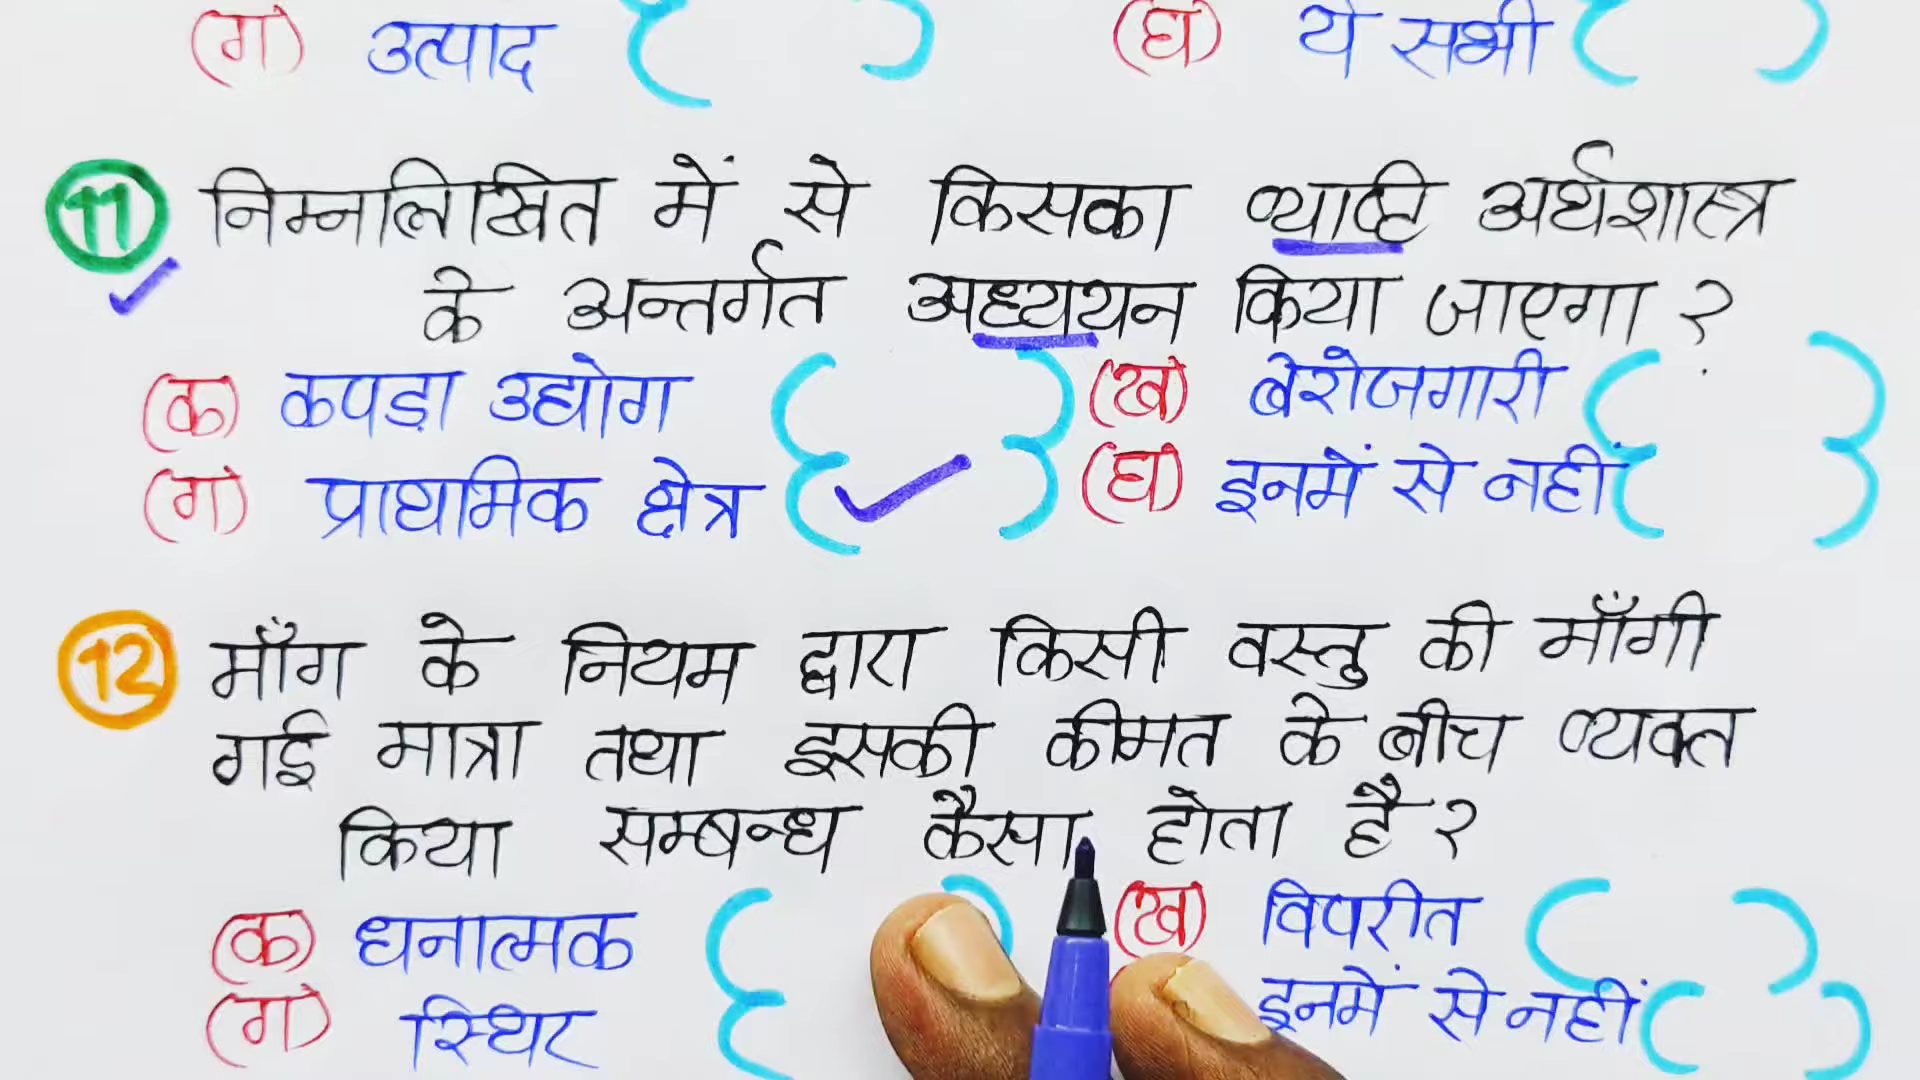 (ग) उत्पाद (घ) ये सभी
11 निम्नलिखित में से किसका व्याष्टि अर्थशास्त्र
के अन्तर्गत अध्ययन किया जाएगा ?
(क) कपड़ा उद्योग (ख) बेरोजगारी
(ग) प्राथमिक क्षेत्र (घ) इनमें से नहीं
12 माँग के नियम द्वारा किसी वस्तु की माँगी
गई मात्रा तथा इसकी कीमत के बीच व्यक्त
किया सम्बन्ध कैसा होता है ?
(क) धनात्मक (ख) विपरीत
(ग) स्थिर इनमें से नहीं